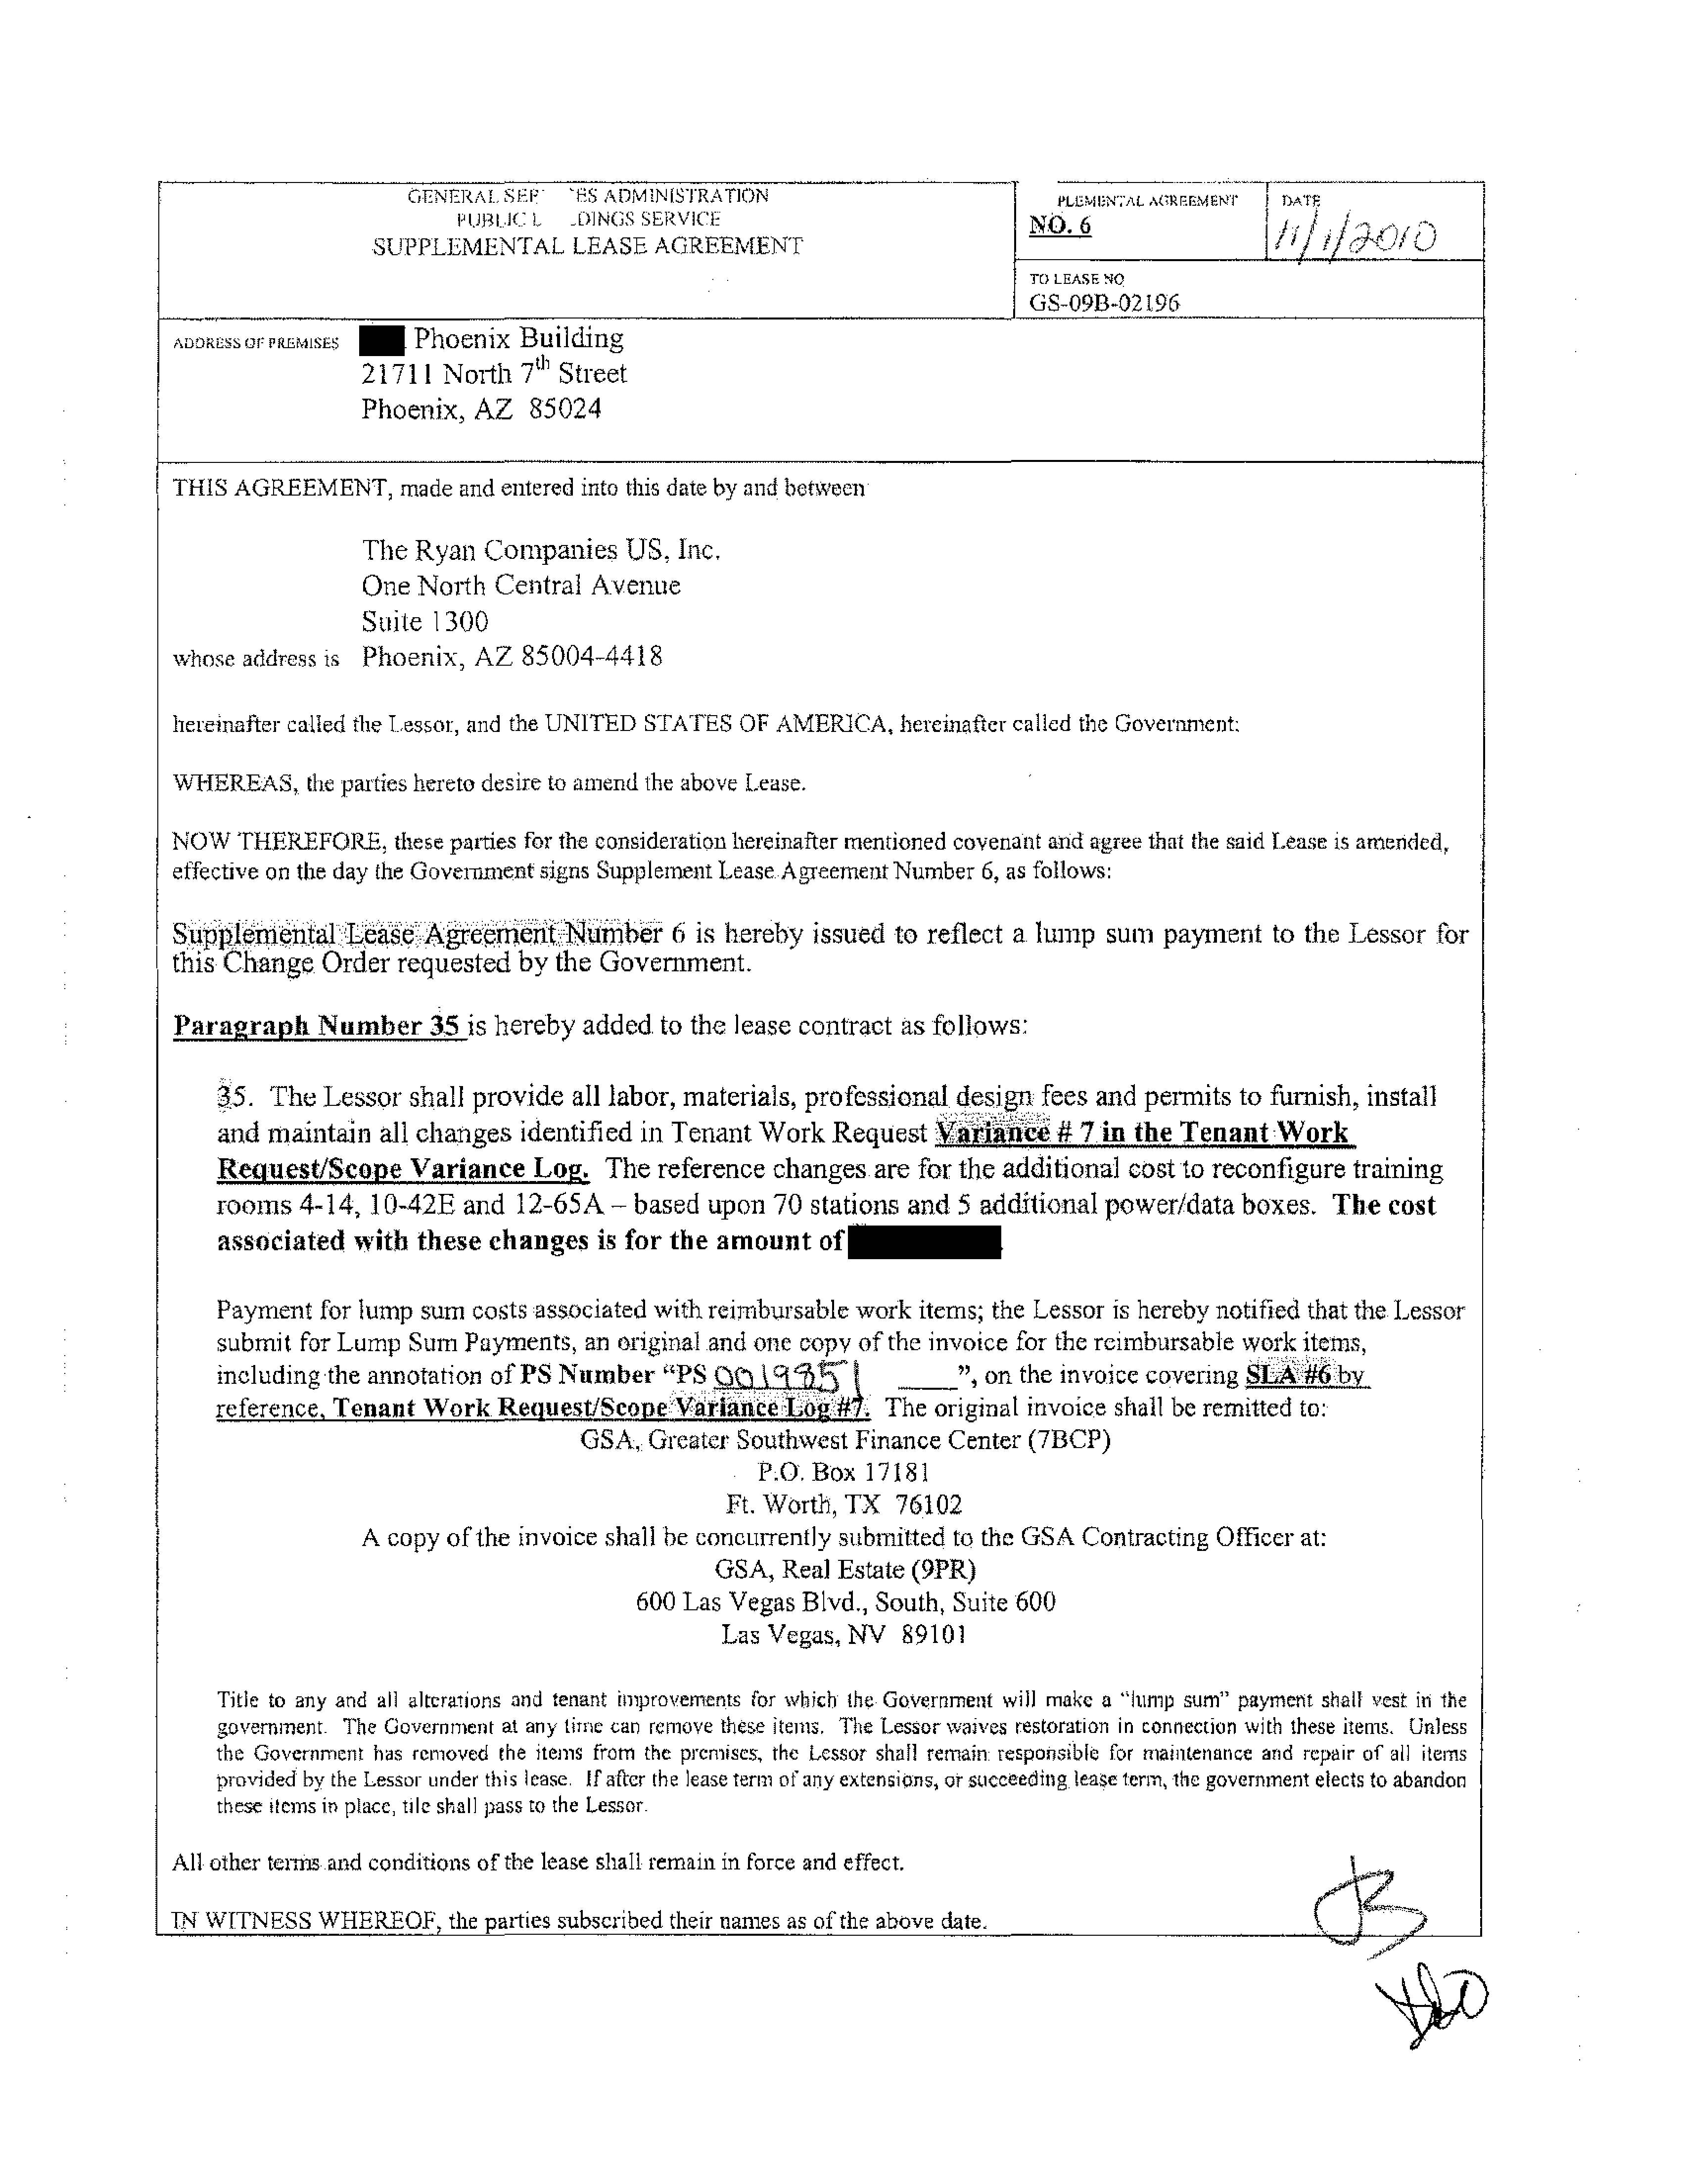 GENERAL SER ES ADMINISTRATION
PUBLIC L DINGS SERVICE
SUPPLEMENTAL LEASE AGREEMENT
PLEMENTAL AGREEMENT
NO. 6
DATE
11/1/2010
TO LEASE NO
GS-09B-02196
ADDRESS OF PREMISES Phoenix Building
21711 North 7th Street
Phoenix, AZ 85024
THIS AGREEMENT, made and entered into this date by and between
The Ryan Companies US, Inc.
One North Central Avenue
Suite 1300
whose address is Phoenix, AZ 85004-4418
hereinafter called the Lessor, and the UNITED STATES OF AMERICA, hereinafter called the Government:
WHEREAS, the parties hereto desire to amend the above Lease.
NOW THEREFORE, these parties for the consideration hereinafter mentioned covenant and agree that the said Lease is amended,
effective on the day the Government signs Supplement Lease Agreement Number 6, as follows:
Supplemental Lease Agreement Number 6 is hereby issued to reflect a lump sum payment to the Lessor for
this Change Order requested by the Government.
Paragraph Number 35 is hereby added to the lease contract as follows:
35. The Lessor shall provide all labor, materials, professional design fees and permits to furnish, install
and maintain all changes identified in Tenant Work Request Variance # 7 in the Tenant Work
Request/Scope Variance Log. The reference changes are for the additional cost to reconfigure training
rooms 4-14, 10-42E and 12-65A – based upon 70 stations and 5 additional power/data boxes. The cost
associated with these changes is for the amount of
Payment for lump sum costs associated with reimbursable work items; the Lessor is hereby notified that the Lessor
submit for Lump Sum Payments, an original and one copy of the invoice for the reimbursable work items,
including the annotation of PS Number “PS ____”, on the invoice covering SLA #6 by
reference, Tenant Work Request/Scope Variance Log #7. The original invoice shall be remitted to:
GSA, Greater Southwest Finance Center (7BCP)
P.O. Box 17181
Ft. Worth, TX 76102
A copy of the invoice shall be concurrently submitted to the GSA Contracting Officer at:
GSA, Real Estate (9PR)
600 Las Vegas Blvd., South, Suite 600
Las Vegas, NV 89101
Title to any and all alterations and tenant improvements for which the Government will make a “lump sum” payment shall vest in the
government. The Government at any time can remove these items. The Lessor waives restoration in connection with these items. Unless
the Government has removed the items from the premises, the Lessor shall remain responsible for maintenance and repair of all items
provided by the Lessor under this lease. If after the lease term of any extensions, or succeeding lease term, the government elects to abandon
these items in place, tile shall pass to the Lessor.
All other terms and conditions of the lease shall remain in force and effect.
IN WITNESS WHEREOF, the parties subscribed their names as of the above date.